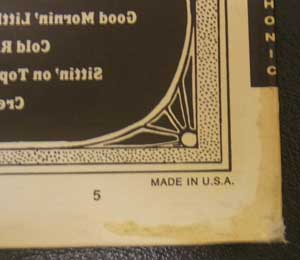 Good Mornin' Littl
Cold R
Sittin' on Top
Cre
HONIC
5
MADE IN U.S.A.